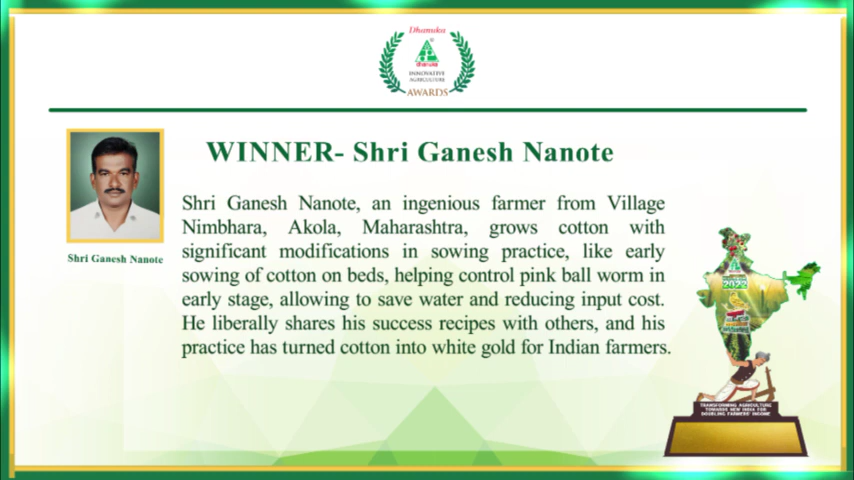 Dhanuka
dhanuka
INNOVATIVE
AGRICULTURE
AWARDS
WINNER- Shri Ganesh Nanote
Shri Ganesh Nanote
Shri Ganesh Nanote, an ingenious farmer from Village
Nimbhara, Akola, Maharashtra, grows cotton with
significant modifications in sowing practice, like early
sowing of cotton on beds, helping control pink ball worm in
early stage, allowing to save water and reducing input cost.
He liberally shares his success recipes with others, and his
practice has turned cotton into white gold for Indian farmers.
2022
TRANSFORMING AGRICULTURE
TOWARDS NEW INDIA FOR
DOUBLING FARMERS' INCOME